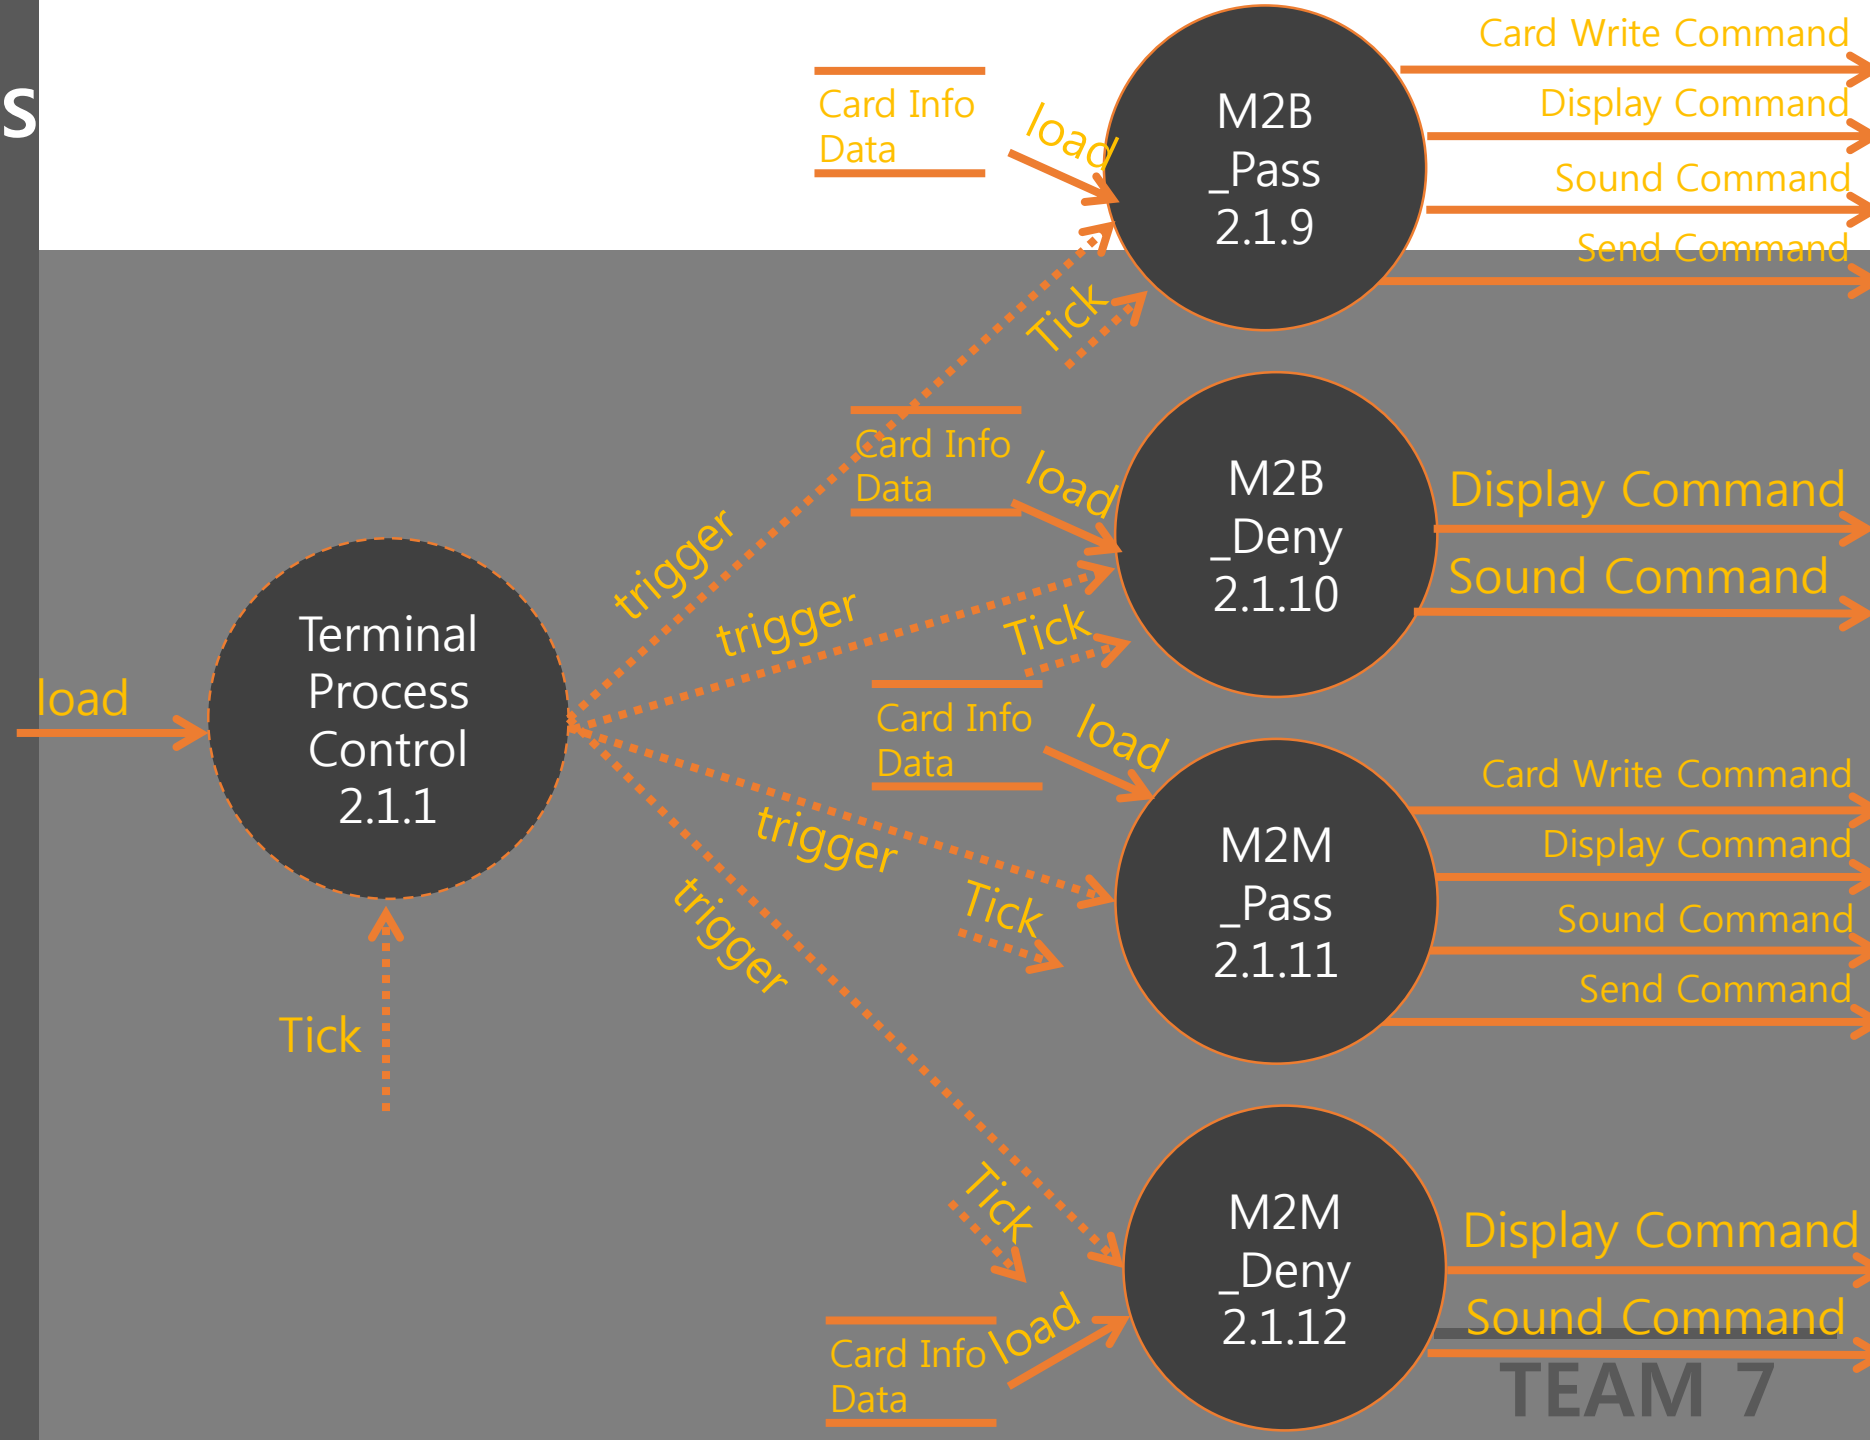 S
Card Info
Data
load
M2B
_Pass
2.1.9
Card Write Command
Display Command
Sound Command
Send Command
Tick
trigger
Card Info
Data
load
M2B
_Deny
2.1.10
Display Command
Sound Command
trigger
Tick
load
Terminal
Process
Control
2.1.1
Tick
Card Info
Data
load
M2M
_Pass
2.1.11
Card Write Command
Display Command
Sound Command
Send Command
trigger
Tick
trigger
Tick
Card Info
Data
load
M2M
_Deny
2.1.12
Display Command
Sound Command
TEAM 7